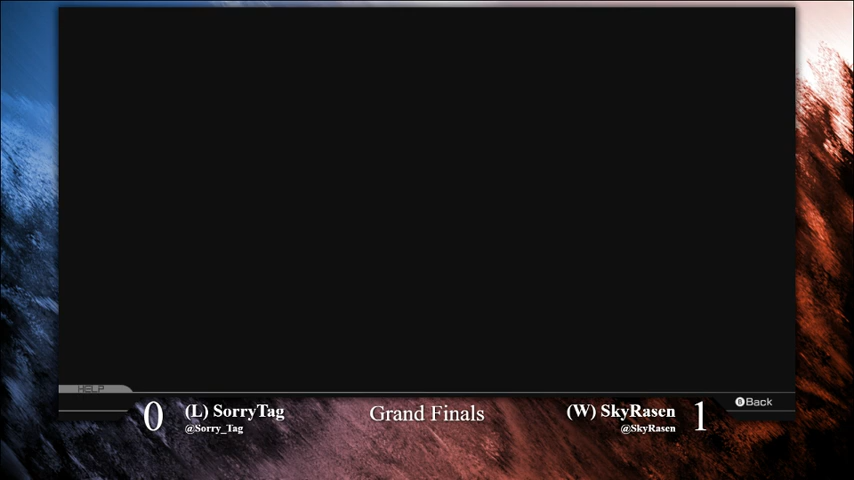 HELP
Back
0 (L) SorryTag Grand Finals (W) SkyRasen 1
@Sorry_Tag @SkyRasen